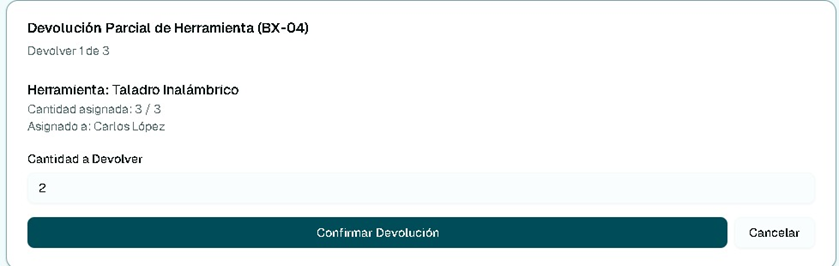 Devolución Parcial de Herramienta (BX-04)
Devolver 1 de 3
Herramienta: Taladro Inalámbrico
Cantidad asignada: 3 / 3
Asignado a: Carlos López
Cantidad a Devolver
2
Confirmar Devolución
Cancelar